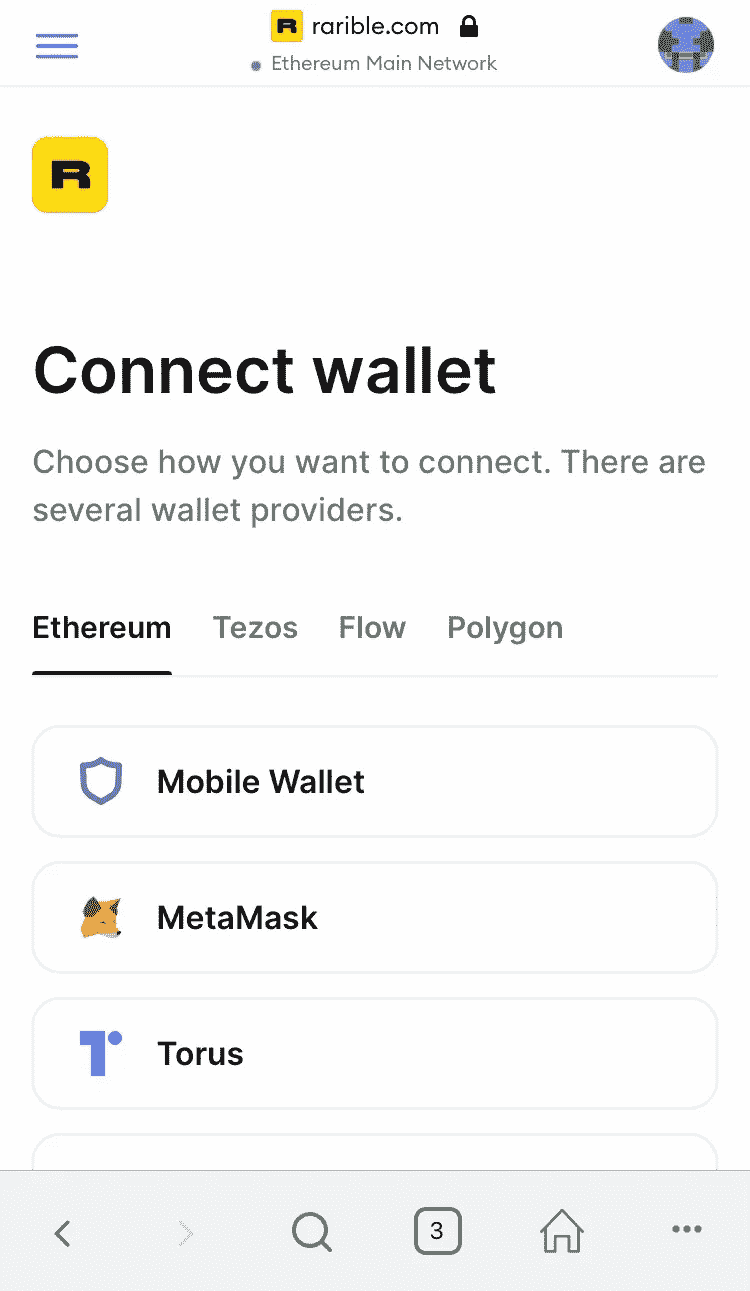 R rarible.com
Ethereum Main Network
R
Connect wallet
Choose how you want to connect. There are
several wallet providers.
Ethereum Tezos Flow Polygon
Mobile Wallet
MetaMask
Torus
3